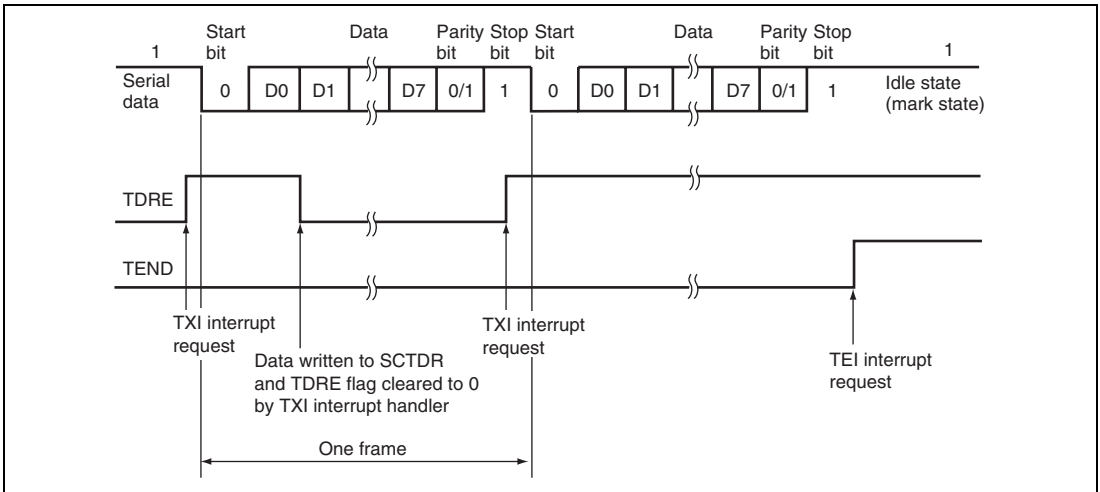 Start bit
Data
Parity bit
Stop bit
Start bit
Data
Parity bit
Stop bit
1
1
Serial data
0
D0
D1
D7
0/1
1
0
D0
D1
D7
0/1
1
Idle state
(mark state)
TDRE
TEND
TXI interrupt
request
Data written to SCTDR
and TDRE flag cleared to 0
by TXI interrupt handler
TXI interrupt
request
TEI interrupt
request
One frame